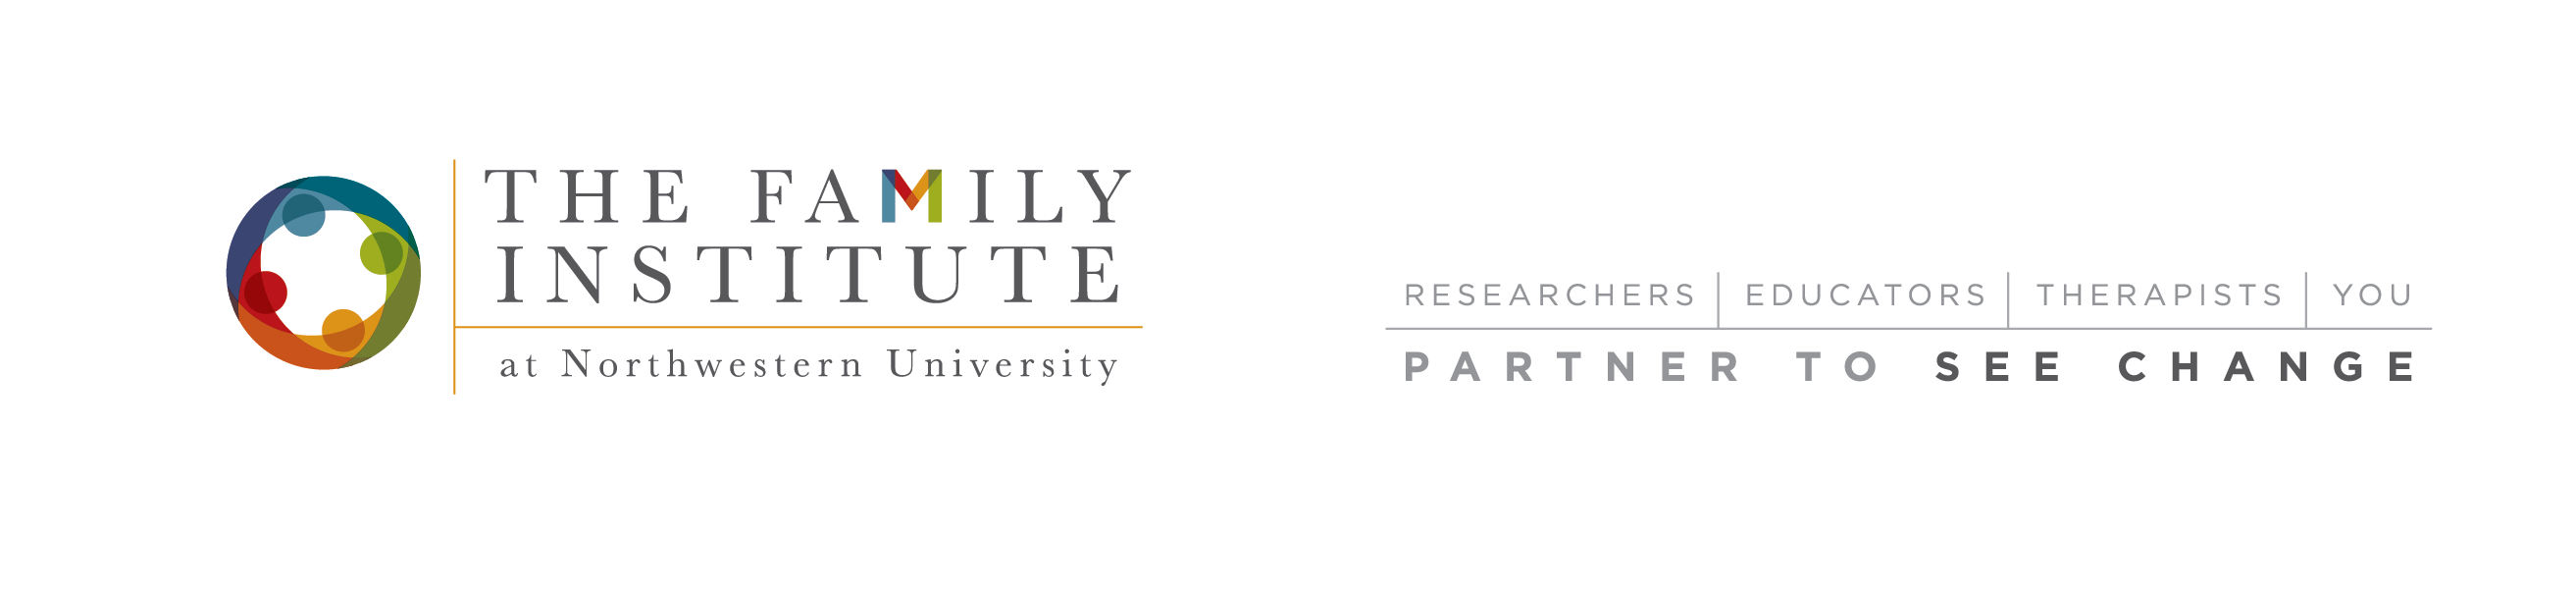 THE FAMILY
INSTITUTE
at Northwestern University
RESEARCHERS | EDUCATORS | THERAPISTS | YOU
PARTNER TO SEE CHANGE